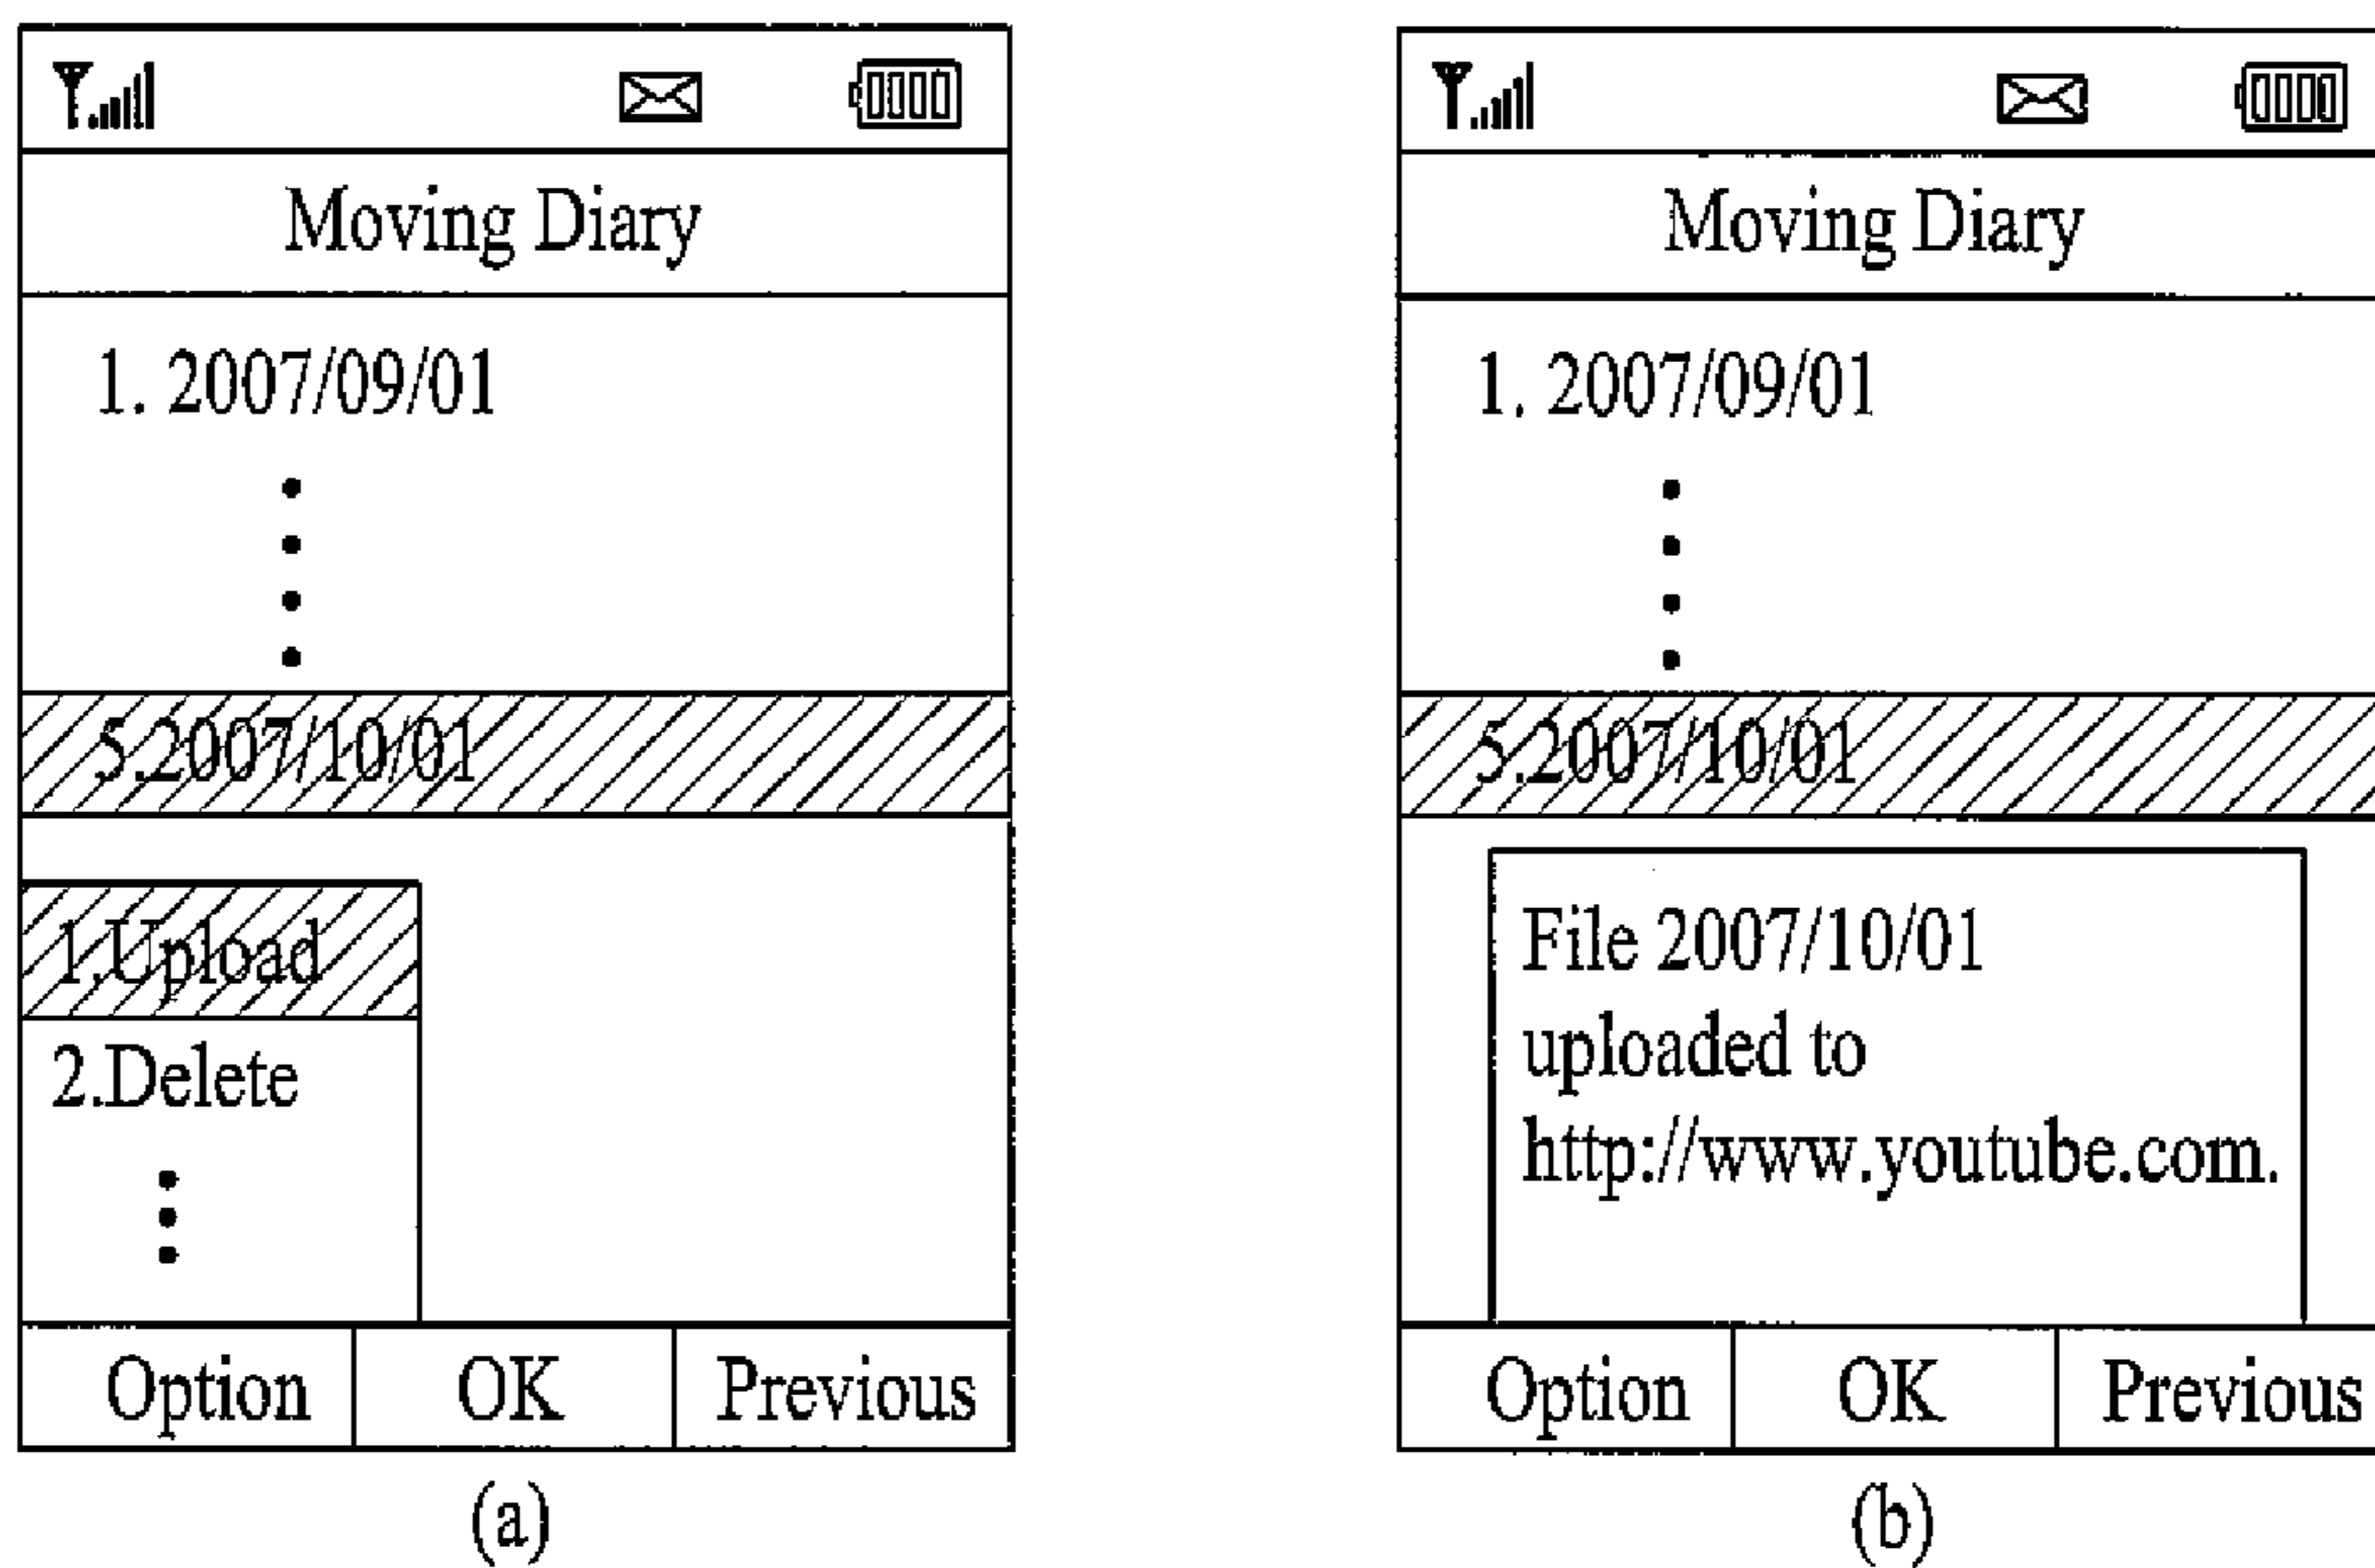 Moving Diary
1. 2007/09/01
5.2007/10/01
1.Upload
2.Delete
Option OK Previous
(a)
Moving Diary
1. 2007/09/01
5.2007/10/01
File 2007/10/01
uploaded to
http://www.youtube.com.
Option OK Previous
(b)